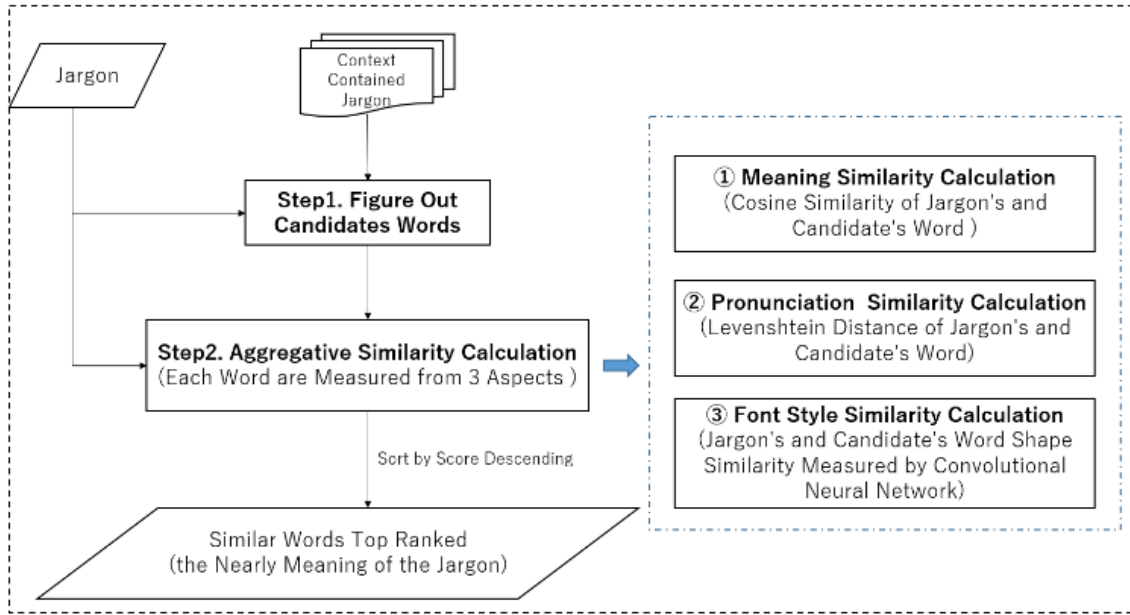 Jargon
Context
Contained
Jargon
Step1. Figure Out
Candidates Words
Step2. Aggregative Similarity Calculation
(Each Word are Measured from 3 Aspects )
Sort by Score Descending
Similar Words Top Ranked
(the Nearly Meaning of the Jargon)
① Meaning Similarity Calculation
(Cosine Similarity of Jargon's and
Candidate's Word )
② Pronunciation Similarity Calculation
(Levenshtein Distance of Jargon's and
Candidate's Word)
③ Font Style Similarity Calculation
(Jargon's and Candidate's Word Shape
Similarity Measured by Convolutional
Neural Network)